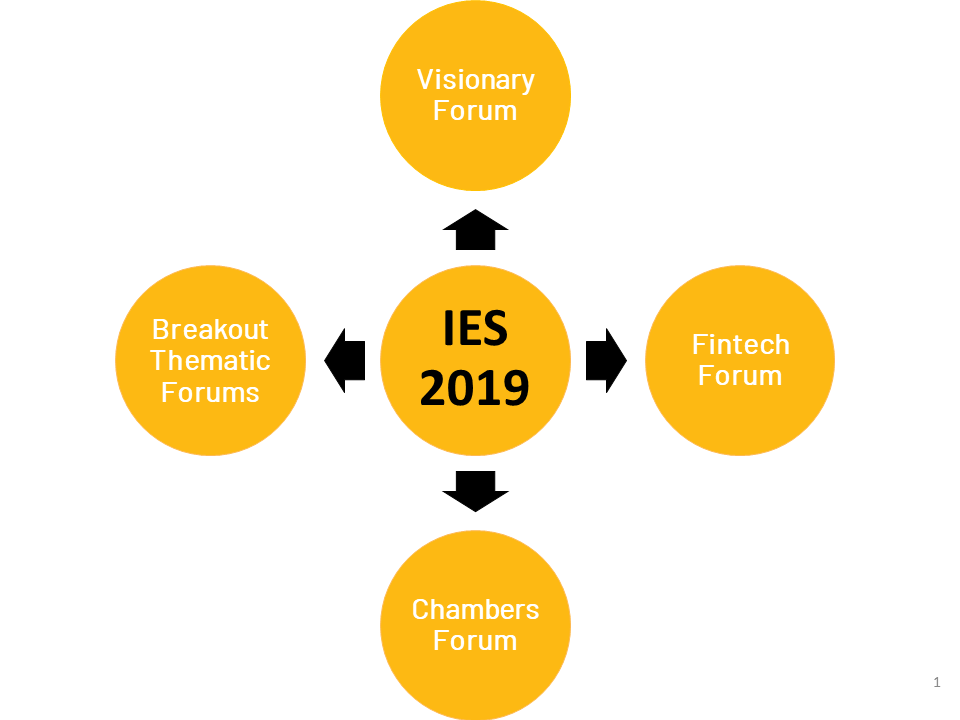 Visionary
Forum
Breakout
Thematic
Forums
IES
2019
Fintech
Forum
Chambers
Forum
1